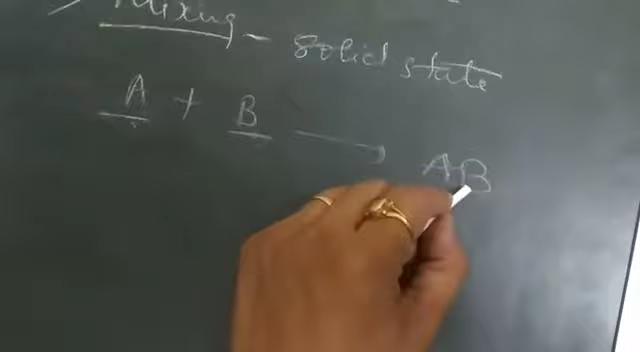 Mixing - solid state
A + B → AB